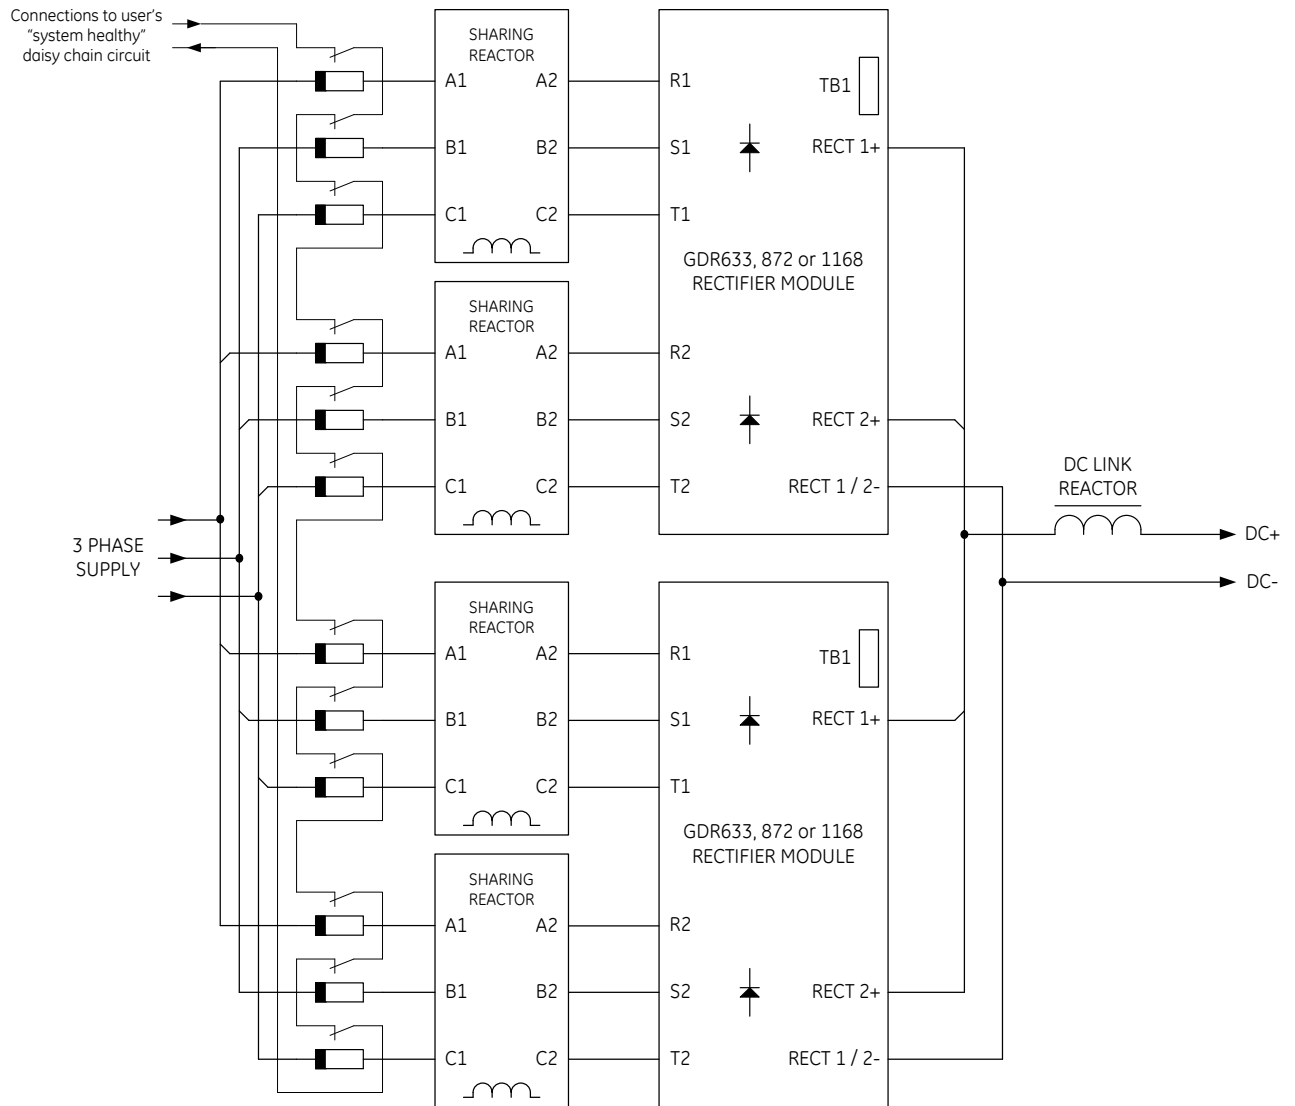 Connections to user's
"system healthy"
daisy chain circuit
SHARING
REACTOR
A1 A2
B1 B2
C1 C2
R1
TB1
S1
RECT 1+
T1
GDR633, 872 or 1168
RECTIFIER MODULE
SHARING
REACTOR
A1 A2
B1 B2
C1 C2
R2
S2
RECT 2+
T2
RECT 1 / 2-
3 PHASE
SUPPLY
DC LINK
REACTOR
DC+
DC-
SHARING
REACTOR
A1 A2
B1 B2
C1 C2
R1
TB1
S1
RECT 1+
T1
GDR633, 872 or 1168
RECTIFIER MODULE
SHARING
REACTOR
A1 A2
B1 B2
C1 C2
R2
S2
RECT 2+
T2
RECT 1 / 2-